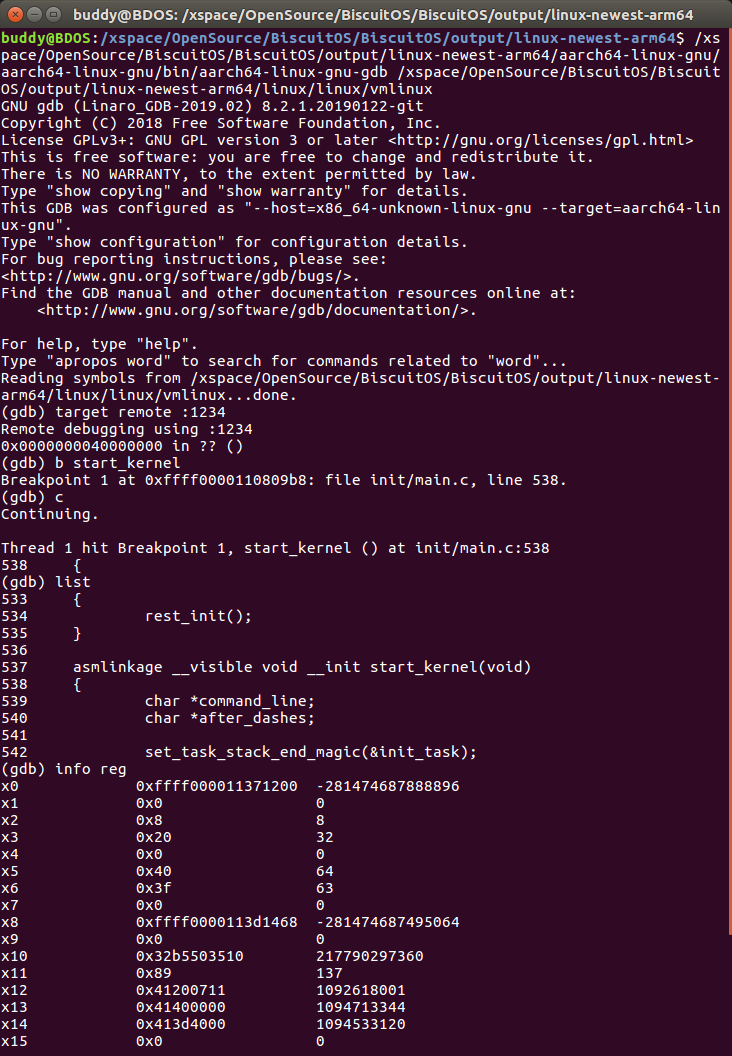 buddy@BDOS: /xspace/OpenSource/BiscuitOS/BiscuitOS/output/linux-newest-arm64
buddy@BDOS:/xspace/OpenSource/BiscuitOS/BiscuitOS/output/linux-newest-arm64$ /xs
pace/OpenSource/BiscuitOS/BiscuitOS/output/linux-newest-arm64/aarch64-linux-gnu/
aarch64-linux-gnu/bin/aarch64-linux-gnu-gdb /xspace/OpenSource/BiscuitOS/Biscuit
OS/output/linux-newest-arm64/linux/linux/vmlinux
GNU gdb (Linaro_GDB-2019.02) 8.2.1.20190122-git
Copyright (C) 2018 Free Software Foundation, Inc.
License GPLv3+: GNU GPL version 3 or later <http://gnu.org/licenses/gpl.html>
This is free software: you are free to change and redistribute it.
There is NO WARRANTY, to the extent permitted by law.
Type "show copying" and "show warranty" for details.
This GDB was configured as "--host=x86_64-unknown-linux-gnu --target=aarch64-lin
ux-gnu".
Type "show configuration" for configuration details.
For bug reporting instructions, please see:
<http://www.gnu.org/software/gdb/bugs/>.
Find the GDB manual and other documentation resources online at:
    <http://www.gnu.org/software/gdb/documentation/>.

For help, type "help".
Type "apropos word" to search for commands related to "word"...
Reading symbols from /xspace/OpenSource/BiscuitOS/BiscuitOS/output/linux-newest-
arm64/linux/linux/vmlinux...done.
(gdb) target remote :1234
Remote debugging using :1234
0x0000000040000000 in ?? ()
(gdb) b start_kernel
Breakpoint 1 at 0xffff0000110809b8: file init/main.c, line 538.
(gdb) c
Continuing.

Thread 1 hit Breakpoint 1, start_kernel () at init/main.c:538
538     {
(gdb) list
533     {
534             rest_init();
535     }
536
537     asmlinkage __visible void __init start_kernel(void)
538     {
539             char *command_line;
540             char *after_dashes;
541
542             set_task_stack_end_magic(&init_task);
(gdb) info reg
x0             0xffff000011371200  -281474687888896
x1             0x0                 0
x2             0x8                 8
x3             0x20                32
x4             0x0                 0
x5             0x40                64
x6             0x3f                63
x7             0x0                 0
x8             0xffff0000113d1468  -281474687495064
x9             0x0                 0
x10            0x32b5503510        217790297360
x11            0x89                137
x12            0x41200711          1092618001
x13            0x41400000          1094713344
x14            0x413d4000          1094533120
x15            0x0                 0